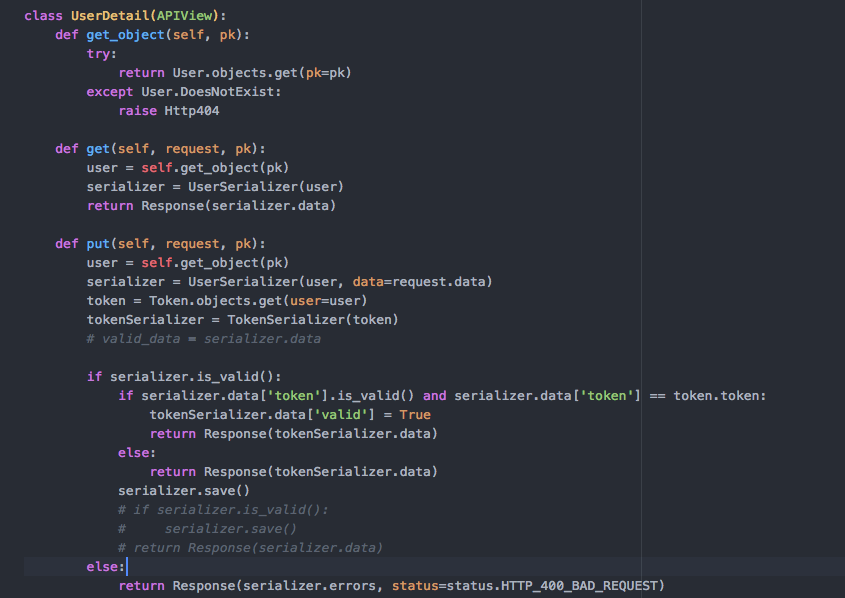 class UserDetail(APIView):
    def get_object(self, pk):
        try:
            return User.objects.get(pk=pk)
        except User.DoesNotExist:
            raise Http404

    def get(self, request, pk):
        user = self.get_object(pk)
        serializer = UserSerializer(user)
        return Response(serializer.data)

    def put(self, request, pk):
        user = self.get_object(pk)
        serializer = UserSerializer(user, data=request.data)
        token = Token.objects.get(user=user)
        tokenSerializer = TokenSerializer(token)
        # valid_data = serializer.data

        if serializer.is_valid():
            if serializer.data['token'].is_valid() and serializer.data['token'] == token.token:
                tokenSerializer.data['valid'] = True
                return Response(tokenSerializer.data)
            else:
                return Response(tokenSerializer.data)
            serializer.save()
            # if serializer.is_valid():
            #     serializer.save()
            # return Response(serializer.data)
        else:
            return Response(serializer.errors, status=status.HTTP_400_BAD_REQUEST)